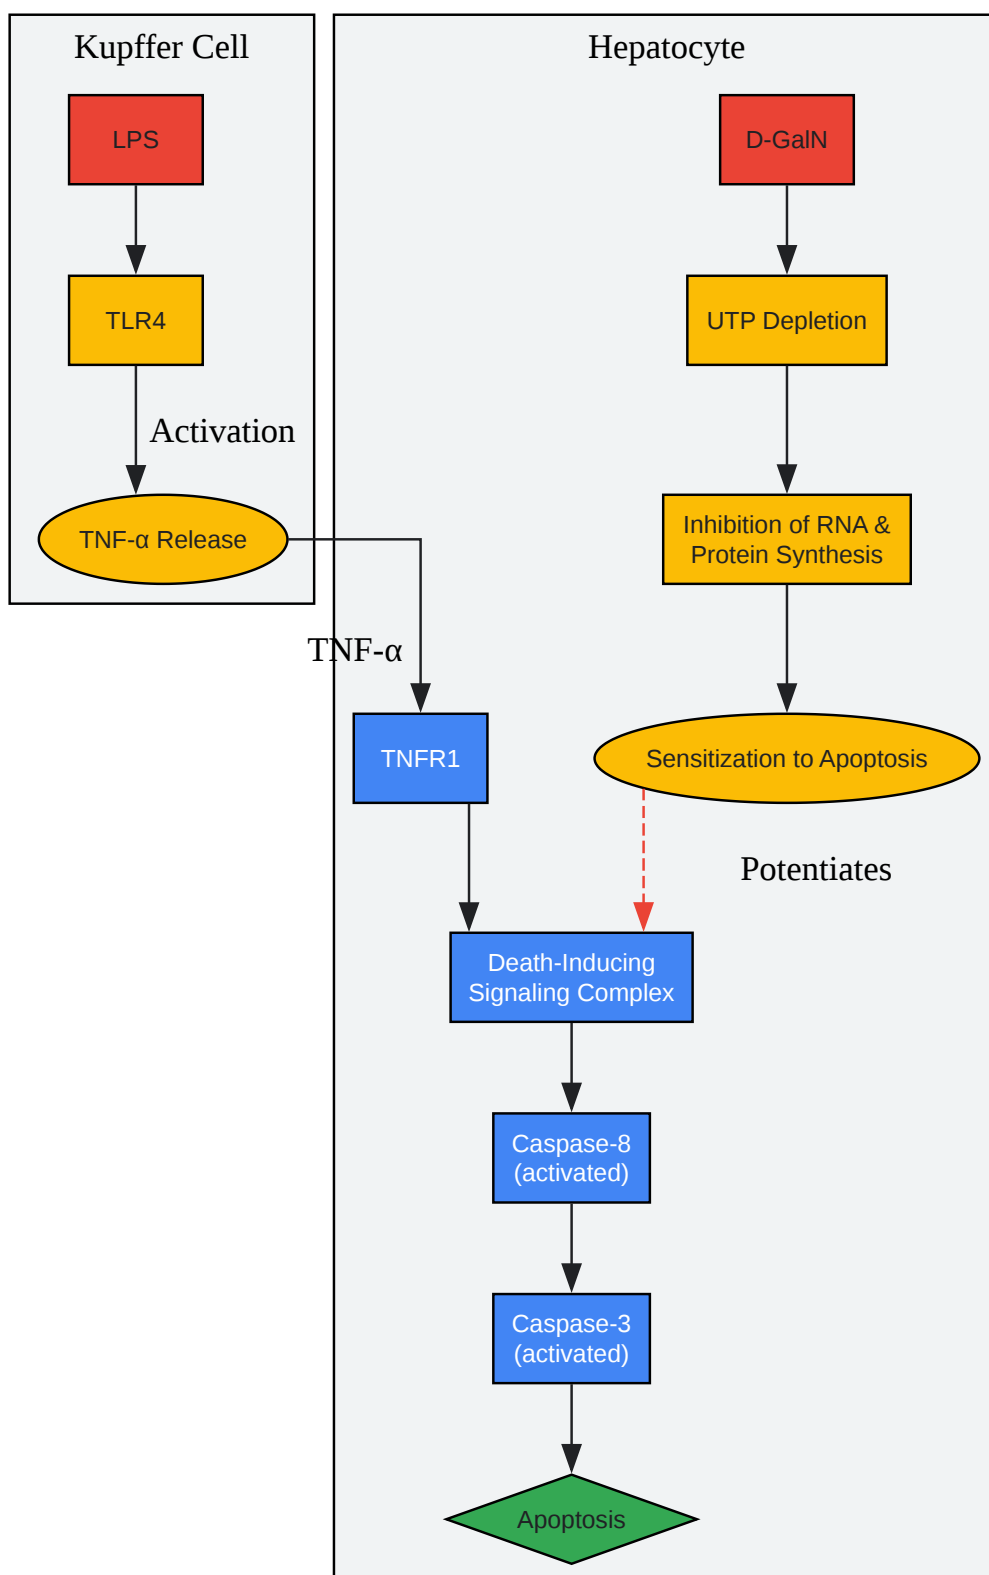 Kupffer Cell
LPS
TLR4
Activation
TNF-α Release
TNF-α
Hepatocyte
D-GalN
UTP Depletion
Inhibition of RNA &
Protein Synthesis
Sensitization to Apoptosis
TNFR1
Potentiates
Death-Inducing
Signaling Complex
Caspase-8
(activated)
Caspase-3
(activated)
Apoptosis